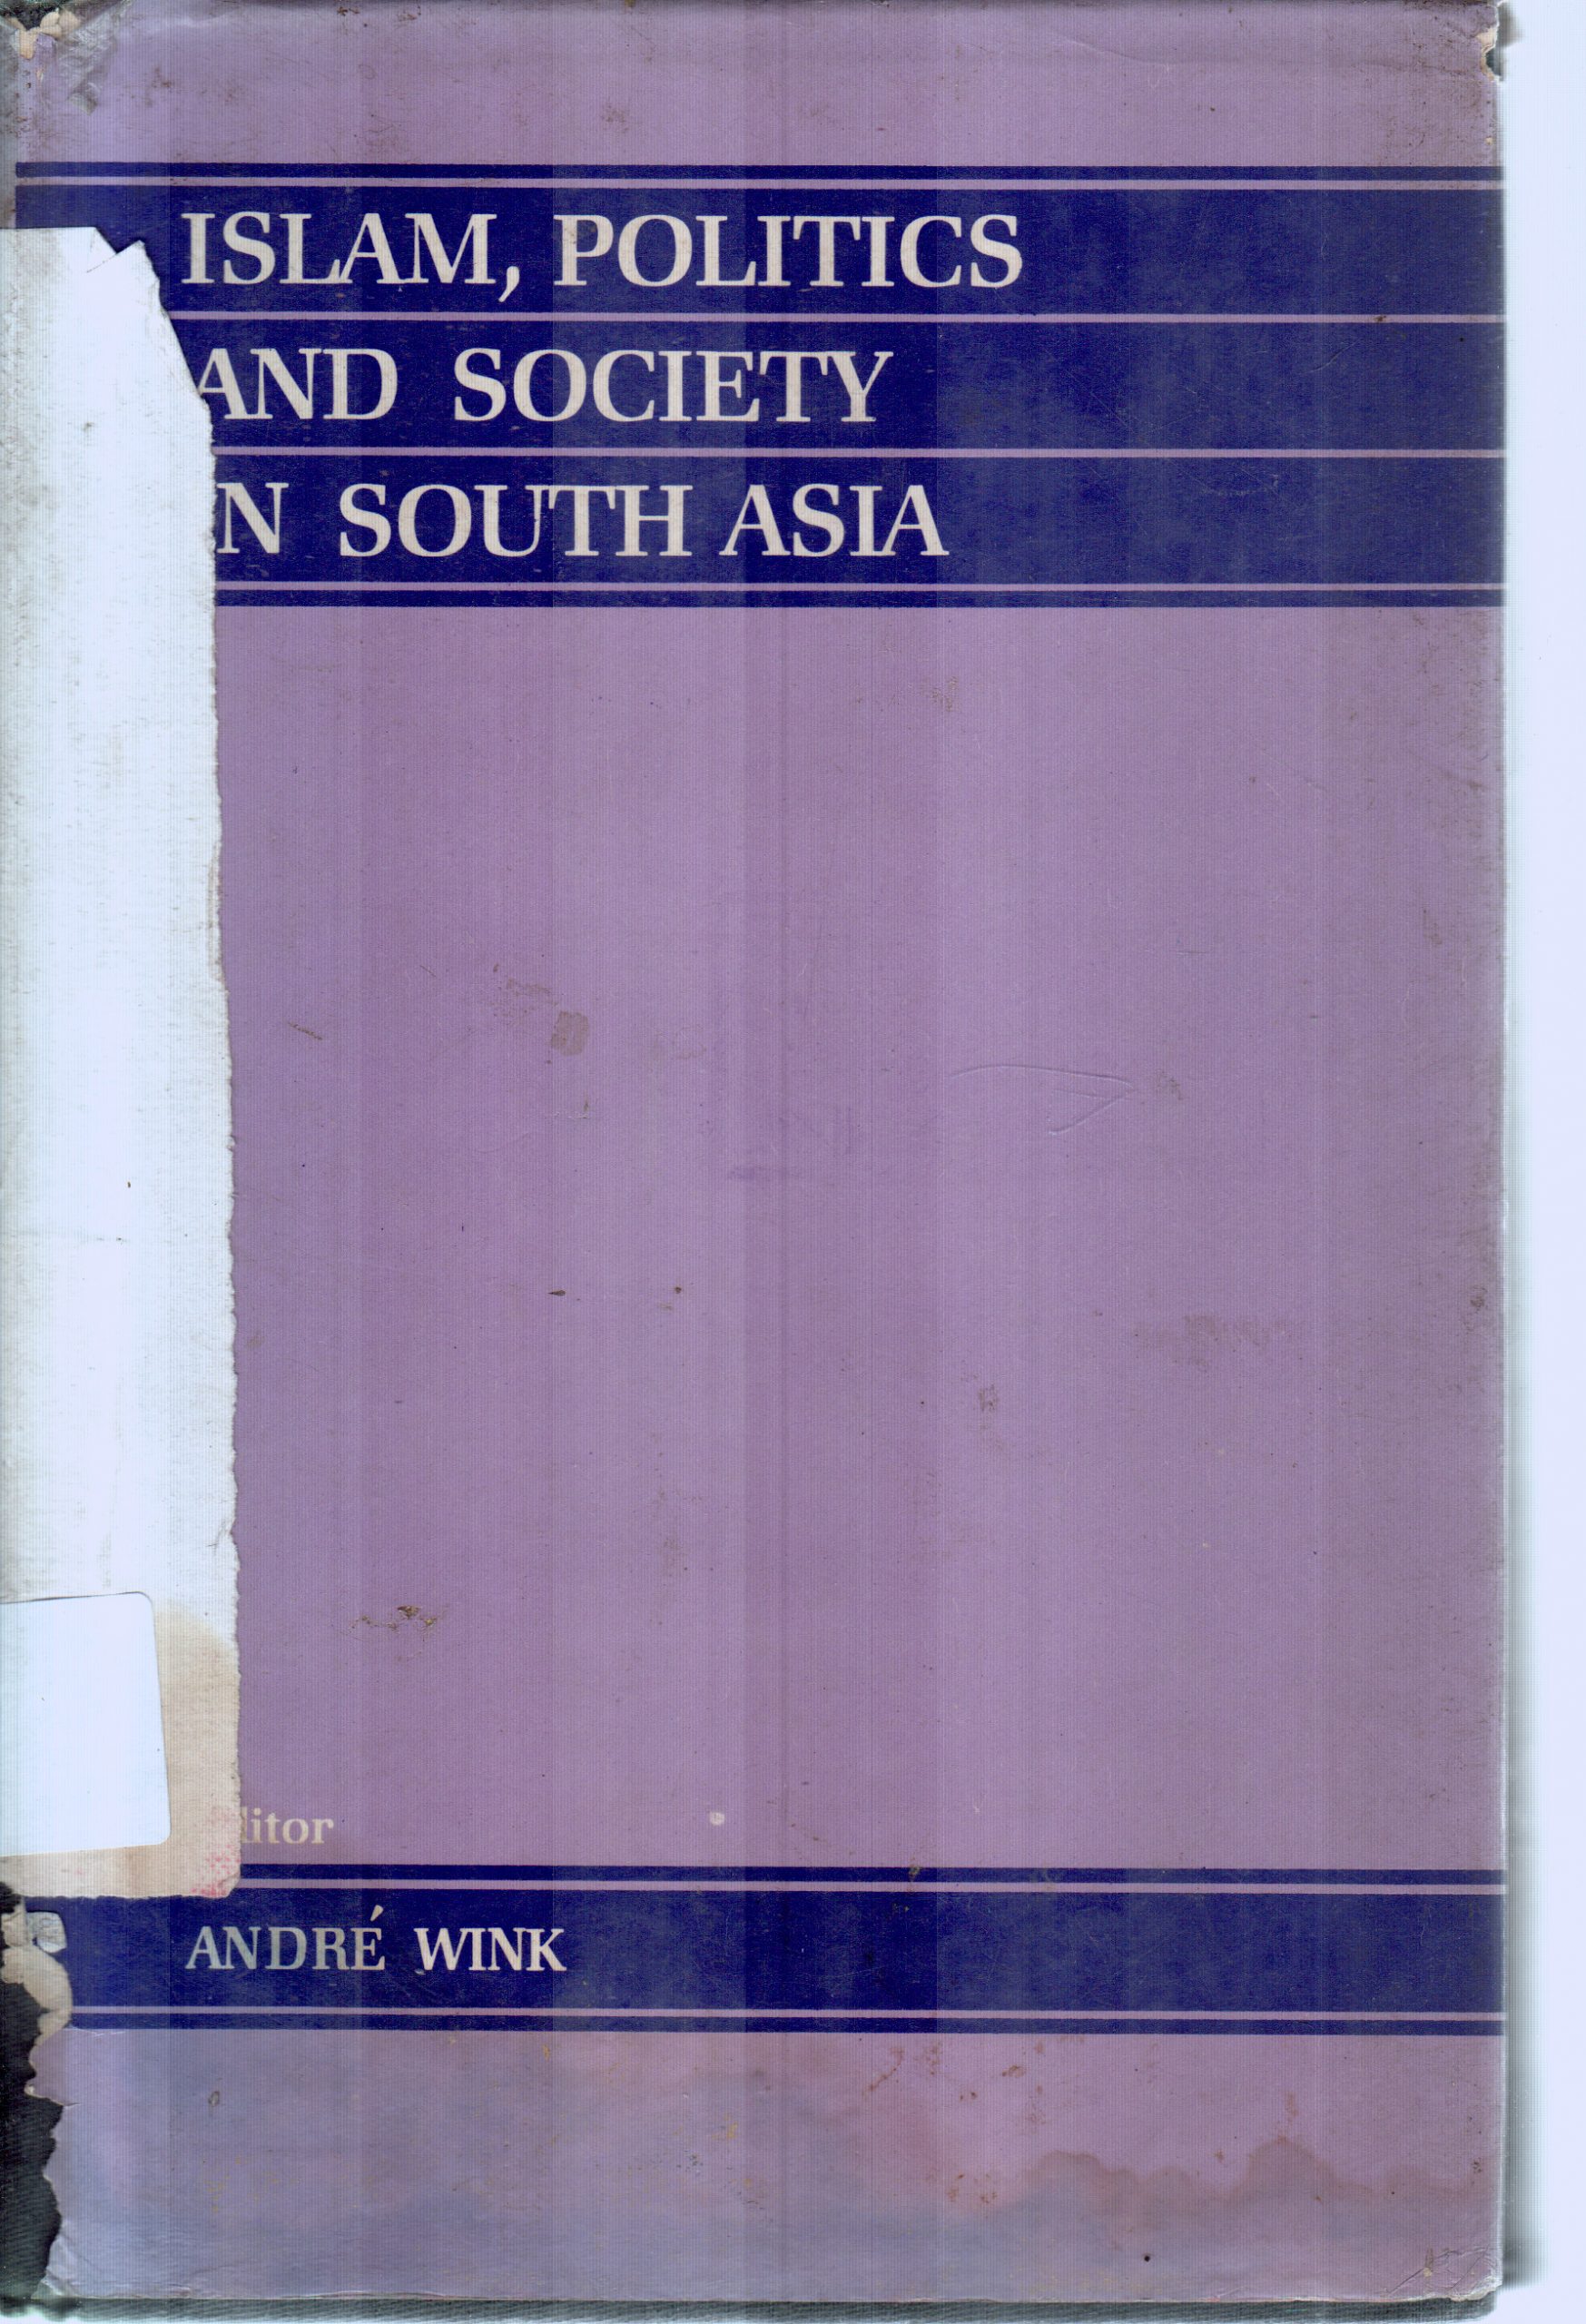 ISLAM, POLITICS
AND SOCIETY
N SOUTH ASIA
litor
ANDRÉ WINK